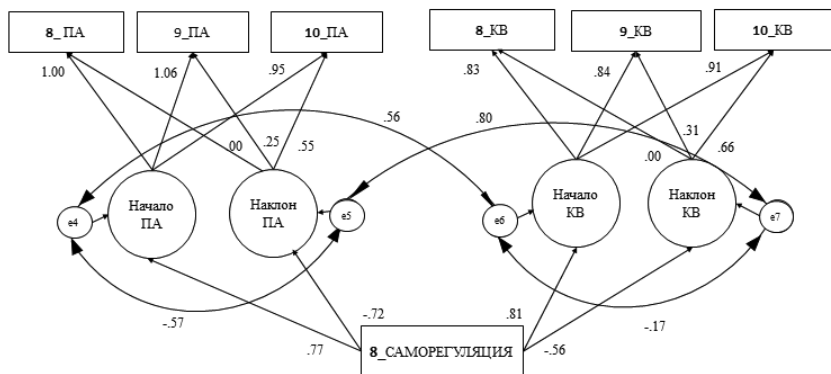 8_ПА 9_ПА 10_ПА 8_КВ 9_КВ 10_КВ
1.00 1.06 .95 .83 .84 .91
.56 .80
00 .25 .55 .00 .31 .66
Начало
ПА
Наклон
ПА
Начало
КВ
Наклон
КВ
e4 e5 e6 e7
-.57 -.72 .81 -.17
.77 -.56
8_САМОРЕГУЛЯЦИЯ